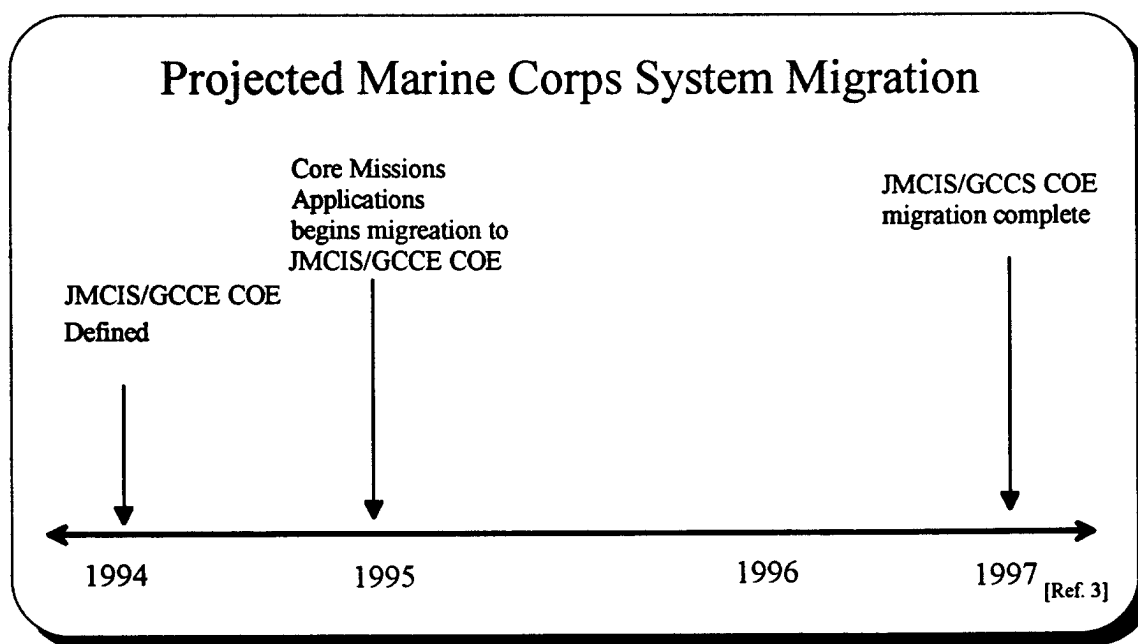 Projected Marine Corps System Migration
Core Missions
Applications
begins migreation to
JMCIS/GCCE COE
JMCIS/GCCS COE
migration complete
JMCIS/GCCE COE
Defined
1994
1995
1996
1997
[Ref. 3]